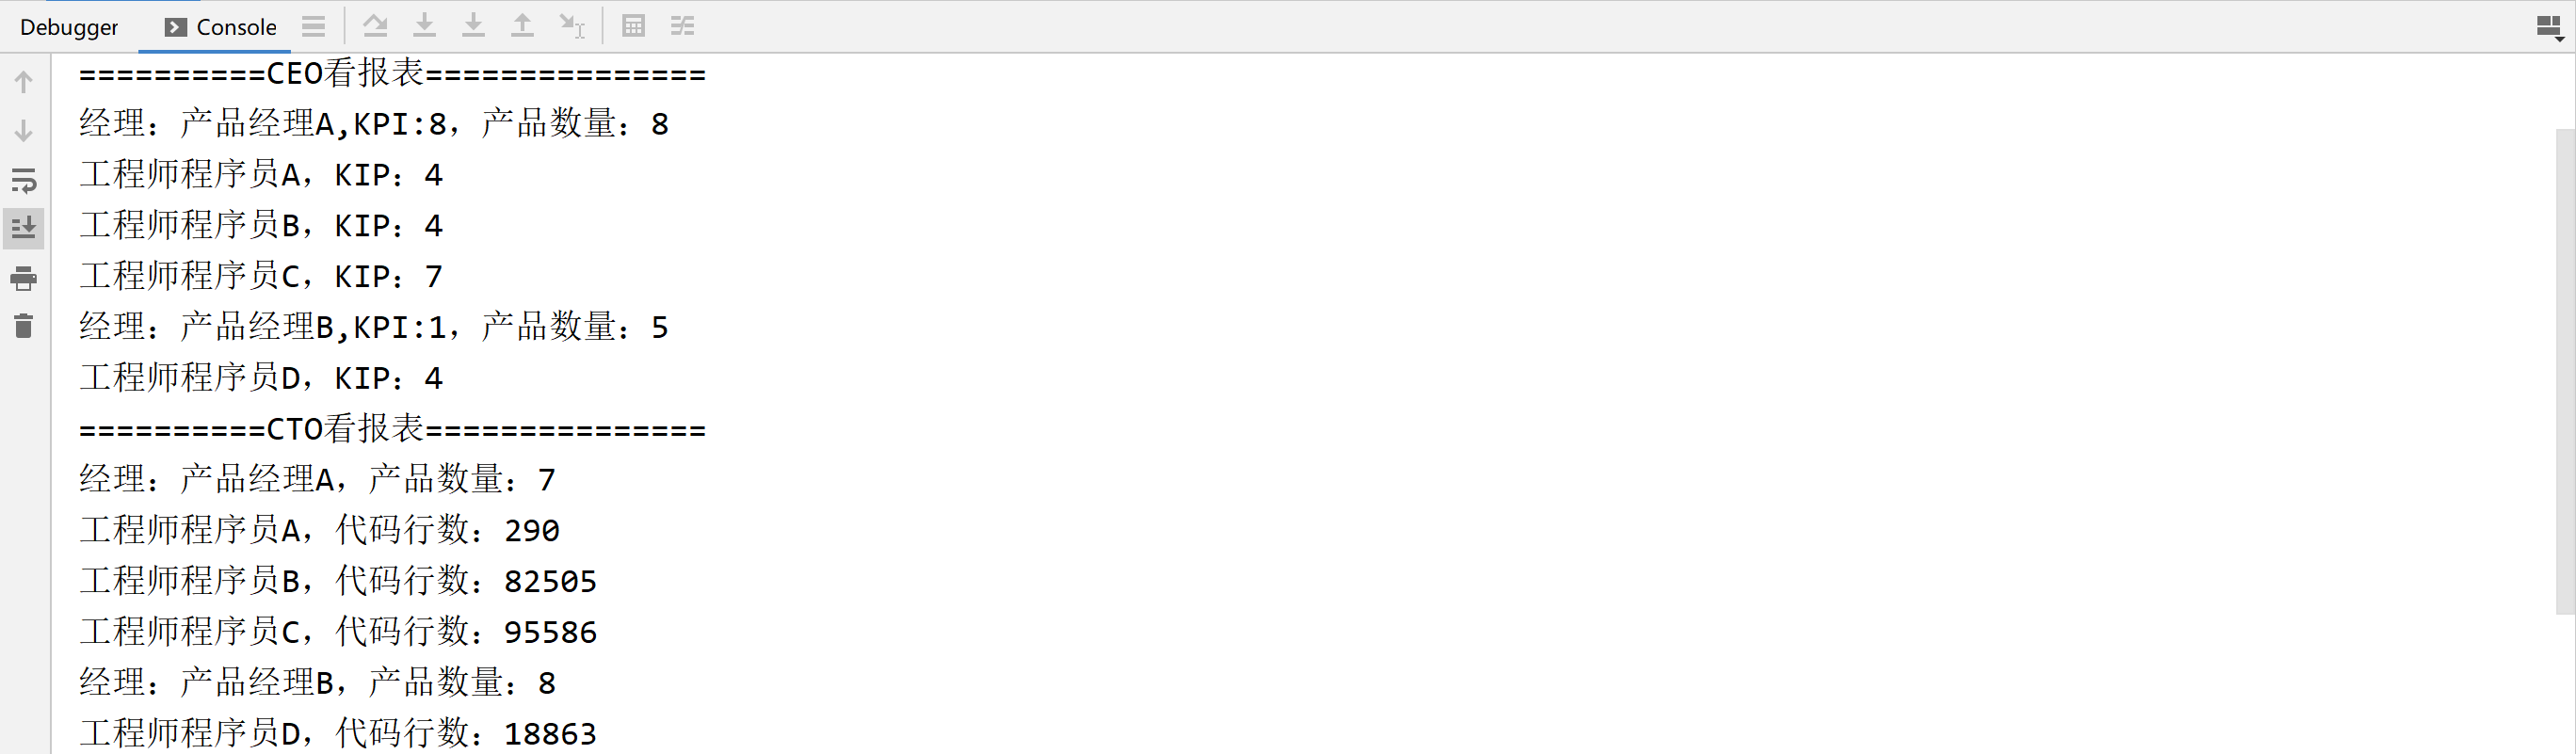 Debugger Console
==========CEO看报表===============
经理：产品经理A,KPI:8，产品数量：8
工程师程序员A，KIP：4
工程师程序员B，KIP：4
工程师程序员C，KIP：7
经理：产品经理B,KPI:1，产品数量：5
工程师程序员D，KIP：4
==========CTO看报表===============
经理：产品经理A，产品数量：7
工程师程序员A，代码行数：290
工程师程序员B，代码行数：82505
工程师程序员C，代码行数：95586
经理：产品经理B，产品数量：8
工程师程序员D，代码行数：18863